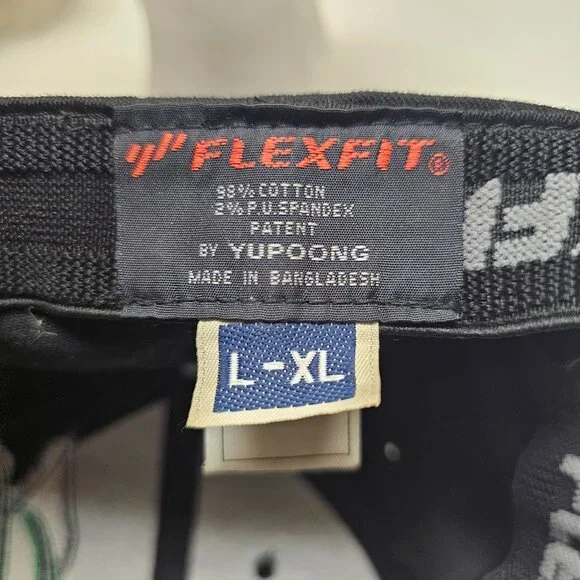 FLEXFIT®
98% COTTON
2% P.U.SPANDEX
PATENT
BY YUPOONG
MADE IN BANGLADESH
L-XL